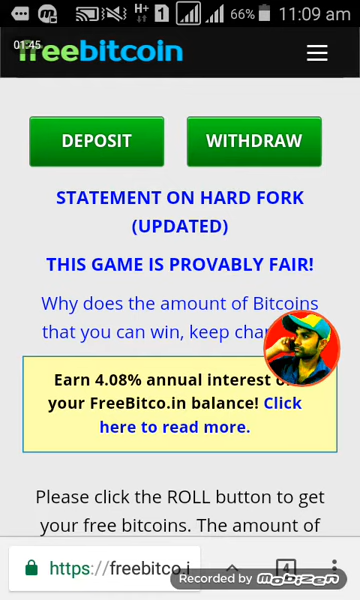 H+ 1 66% 11:09 am
01:45
freebitcoin
DEPOSIT WITHDRAW
STATEMENT ON HARD FORK
(UPDATED)
THIS GAME IS PROVABLY FAIR!
Why does the amount of Bitcoins
that you can win, keep
Earn 4.08% annual interest
your FreeBitco.in balance! Click
here to read more.
Please click the ROLL button to get
your free bitcoins. The amount of
https://freebitco.i 4
Recorded by mobizen